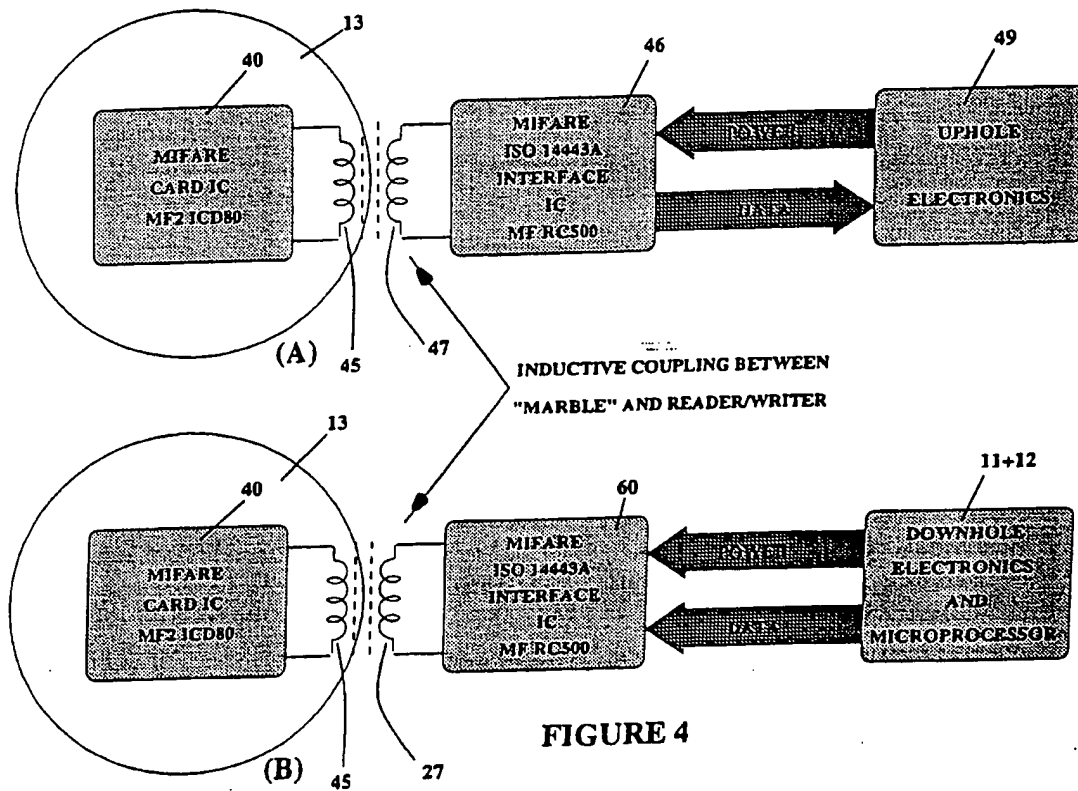 13
40
46
49
MIFARE
CARD IC
MF2 ICD80
MIFARE
ISO 14443A
INTERFACE
IC
MF RC500
POWER
DATA
UPHOLE
ELECTRONICS
(A)
45
47
INDUCTIVE COUPLING BETWEEN
"MARBLE" AND READER/WRITER
13
40
60
11+12
MIFARE
CARD IC
MF2 ICD80
MIFARE
ISO 14443A
INTERFACE
IC
MF RC500
POWER
DATA
DOWNHOLE
ELECTRONICS
AND
MICROPROCESSOR
(B)
45
27
FIGURE 4